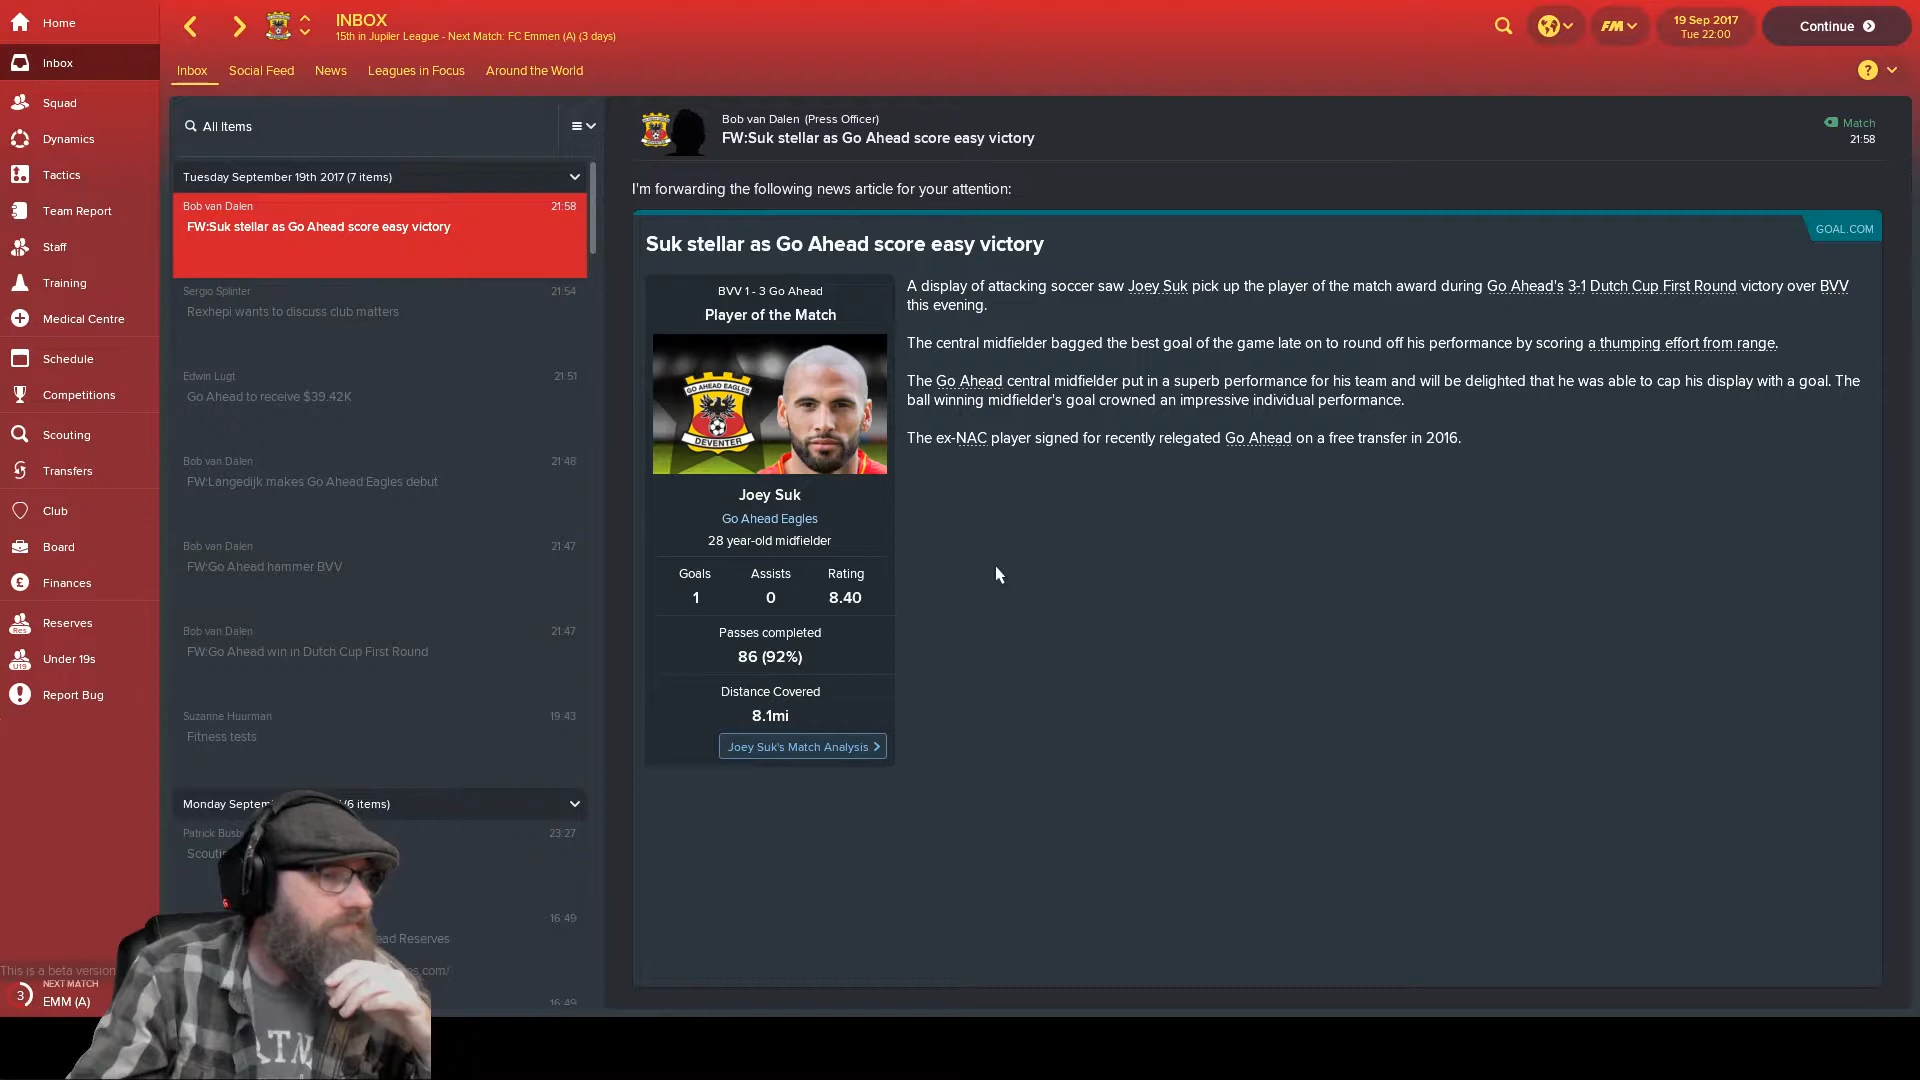 Home
Inbox
Squad
Dynamics
Tactics
Team Report
Staff
Training
Medical Centre
Schedule
Competitions
Scouting
Transfers
Club
Board
Finances
Reserves
Under 19s
Report Bug
This is a beta version
NEXT MATCH
3
EMM (A)
INBOX
15th in Jupiler League - Next Match: FC Emmen (A) (3 days)
FM
19 Sep 2017
Tue 22:00
Continue
Inbox
Social Feed
News
Leagues in Focus
Around the World
?
All Items
Tuesday September 19th 2017 (7 items)
Bob van Dalen 21:58
FW:Suk stellar as Go Ahead score easy victory
Sergio Splinter 21:54
Rexhepi wants to discuss club matters
Edwin Lugt 21:51
Go Ahead to receive $39.42K
Bob van Dalen 21:48
FW:Langedijk makes Go Ahead Eagles debut
Bob van Dalen 21:47
FW:Go Ahead hammer BVV
Bob van Dalen 21:47
FW:Go Ahead win in Dutch Cup First Round
Suzanne Huurman 19:43
Fitness tests
Monday (6 items)
Patrick 23:27
16:49
Reserves
16:49
Bob van Dalen (Press Officer)
FW:Suk stellar as Go Ahead score easy victory
Match
21:58
I'm forwarding the following news article for your attention:
GOAL.COM
Suk stellar as Go Ahead score easy victory
BVV 1 - 3 Go Ahead
Player of the Match
GO AHEAD EAGLES
DEVENTER
Joey Suk
Go Ahead Eagles
28 year-old midfielder
Goals Assists Rating
1 0 8.40
Passes completed
86 (92%)
Distance Covered
8.1mi
Joey Suk's Match Analysis
A display of attacking soccer saw Joey Suk pick up the player of the match award during Go Ahead's 3-1 Dutch Cup First Round victory over BVV
this evening.
The central midfielder bagged the best goal of the game late on to round off his performance by scoring a thumping effort from range.
The Go Ahead central midfielder put in a superb performance for his team and will be delighted that he was able to cap his display with a goal. The
ball winning midfielder's goal crowned an impressive individual performance.
The ex-NAC player signed for recently relegated Go Ahead on a free transfer in 2016.